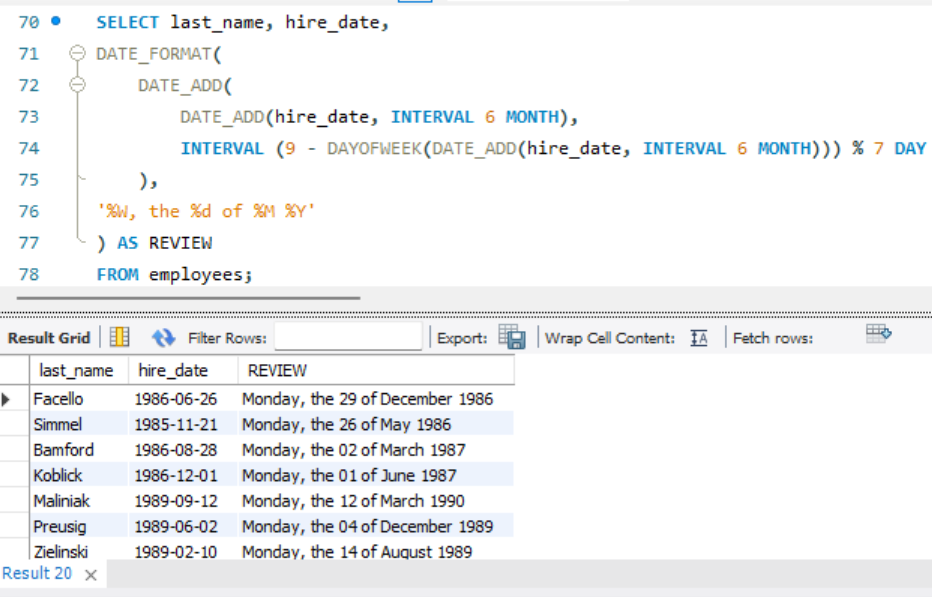 70 SELECT last_name, hire_date,
71 DATE_FORMAT(
72 DATE_ADD(
73 DATE_ADD(hire_date, INTERVAL 6 MONTH),
74 INTERVAL (9 - DAYOFWEEK(DATE_ADD(hire_date, INTERVAL 6 MONTH))) % 7 DAY
75 ),
76 '%W, the %d of %M %Y'
77 ) AS REVIEW
78 FROM employees;
Result Grid Filter Rows: Export: Wrap Cell Content: IA Fetch rows:
last_name hire_date REVIEW
Facello 1986-06-26 Monday, the 29 of December 1986
Simmel 1985-11-21 Monday, the 26 of May 1986
Bamford 1986-08-28 Monday, the 02 of March 1987
Koblick 1986-12-01 Monday, the 01 of June 1987
Maliniak 1989-09-12 Monday, the 12 of March 1990
Preusig 1989-06-02 Monday, the 04 of December 1989
Zielinski 1989-02-10 Monday, the 14 of August 1989
Result 20 ×